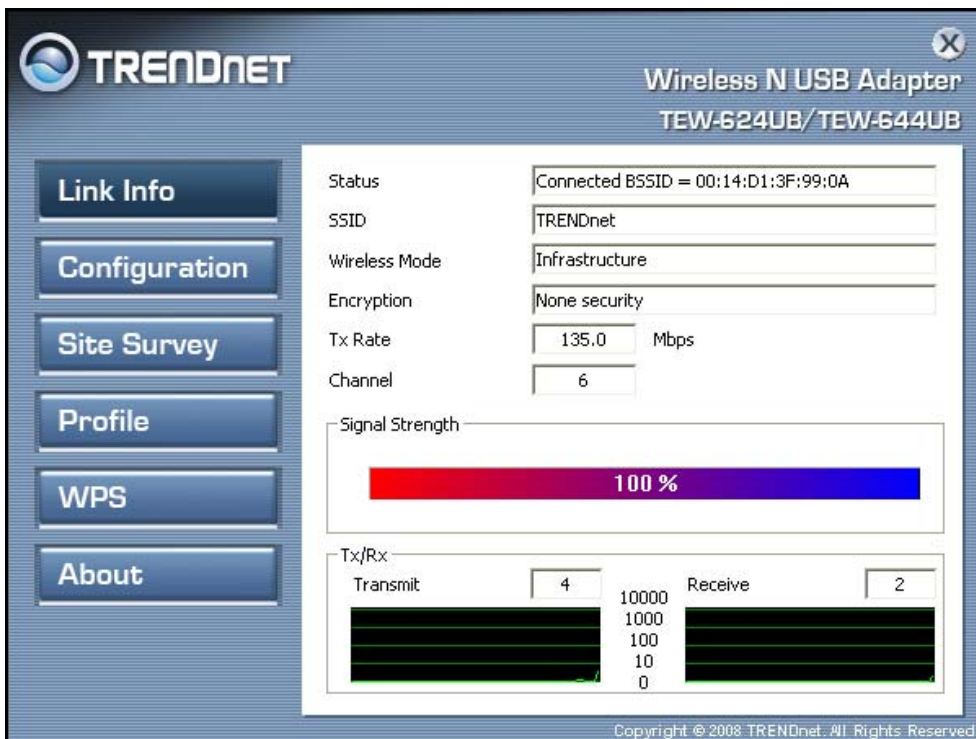 TRENDNET
X
Wireless N USB Adapter
TEW-624UB/TEW-644UB
Link Info
Configuration
Site Survey
Profile
WPS
About
Status Connected BSSID = 00:14:D1:3F:99:0A
SSID TRENDnet
Wireless Mode Infrastructure
Encryption None security
Tx Rate 135.0 Mbps
Channel 6
Signal Strength
100 %
Tx/Rx
Transmit 4
10000
1000
100
10
0
Receive 2
Copyright © 2008 TRENDnet. All Rights Reserved